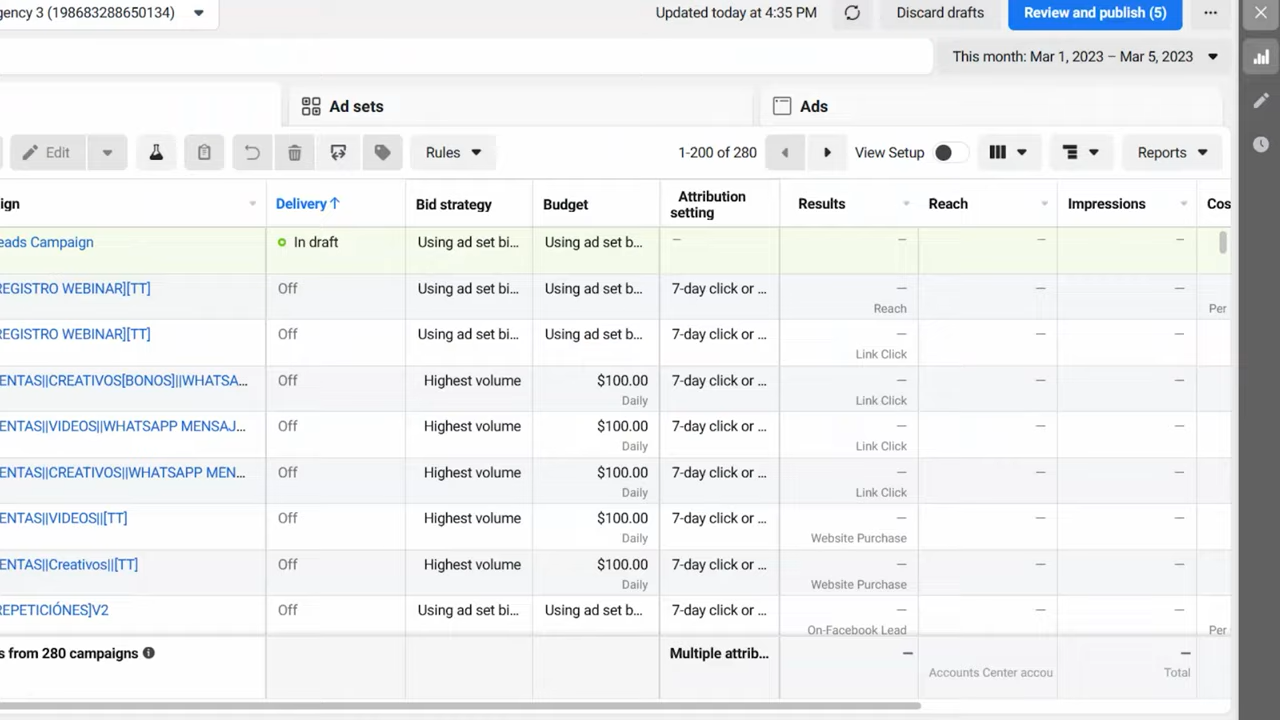 gency 3 (198683288650134)
Updated today at 4:35 PM
Discard drafts
Review and publish (5)
This month: Mar 1, 2023 – Mar 5, 2023
Ad sets
Ads
Edit
Rules
1-200 of 280
View Setup
Reports
ign
Delivery ↑
Bid strategy
Budget
Attribution setting
Results
Reach
Impressions
Cos
eads Campaign
In draft
Using ad set bi...
Using ad set b...
—
—
—
—
REGISTRO WEBINAR][TT]
Off
Using ad set bi...
Using ad set b...
7-day click or ...
—
—
—
Reach
Per
REGISTRO WEBINAR][TT]
Off
Using ad set bi...
Using ad set b...
7-day click or ...
—
—
—
Link Click
ENTAS||CREATIVOS[BONOS]||WHATSA...
Off
Highest volume
$100.00
7-day click or ...
—
—
—
Daily
Link Click
ENTAS||VIDEOS||WHATSAPP MENSAJ...
Off
Highest volume
$100.00
7-day click or ...
—
—
—
Daily
Link Click
ENTAS||CREATIVOS||WHATSAPP MEN...
Off
Highest volume
$100.00
7-day click or ...
—
—
—
Daily
Link Click
ENTAS||VIDEOS||[TT]
Off
Highest volume
$100.00
7-day click or ...
—
—
—
Daily
Website Purchase
ENTAS||Creativos||[TT]
Off
Highest volume
$100.00
7-day click or ...
—
—
—
Daily
Website Purchase
REPETICIÓNES]V2
Off
Using ad set bi...
Using ad set b...
7-day click or ...
—
—
—
On-Facebook Lead
Per
s from 280 campaigns
Multiple attrib...
—
—
Accounts Center accou
Total